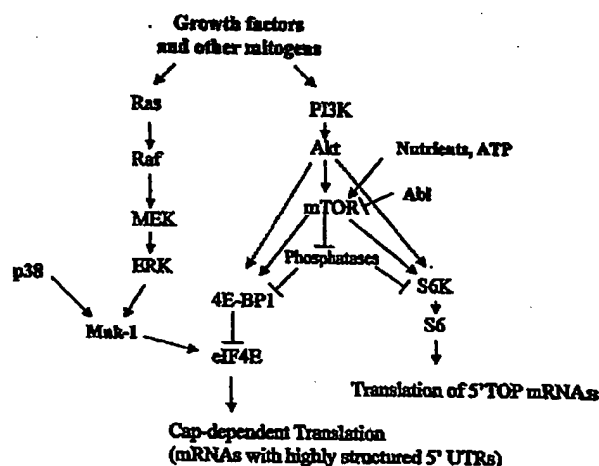 Growth factors
and other mitogens
Ras
PI3K
Raf
Akt
Nutrients, ATP
Abl
mTOR
MEK
Phosphatases
ERK
p38
4E-BP1
S6K
S6
Mnk-1
eIF4E
Translation of 5'TOP mRNAs
Cap-dependent Translation
(mRNAs with highly structured 5' UTRs)